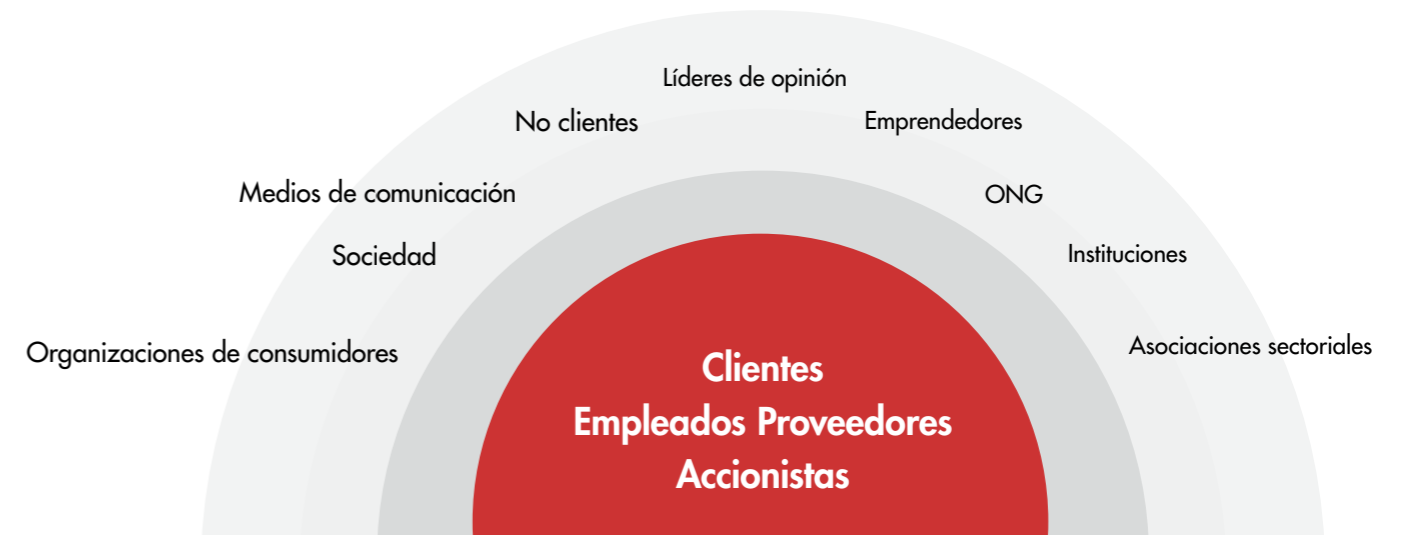 Líderes de opinión
No clientes
Emprendedores
Medios de comunicación
ONG
Sociedad
Instituciones
Organizaciones de consumidores
Asociaciones sectoriales
Clientes
Empleados Proveedores
Accionistas